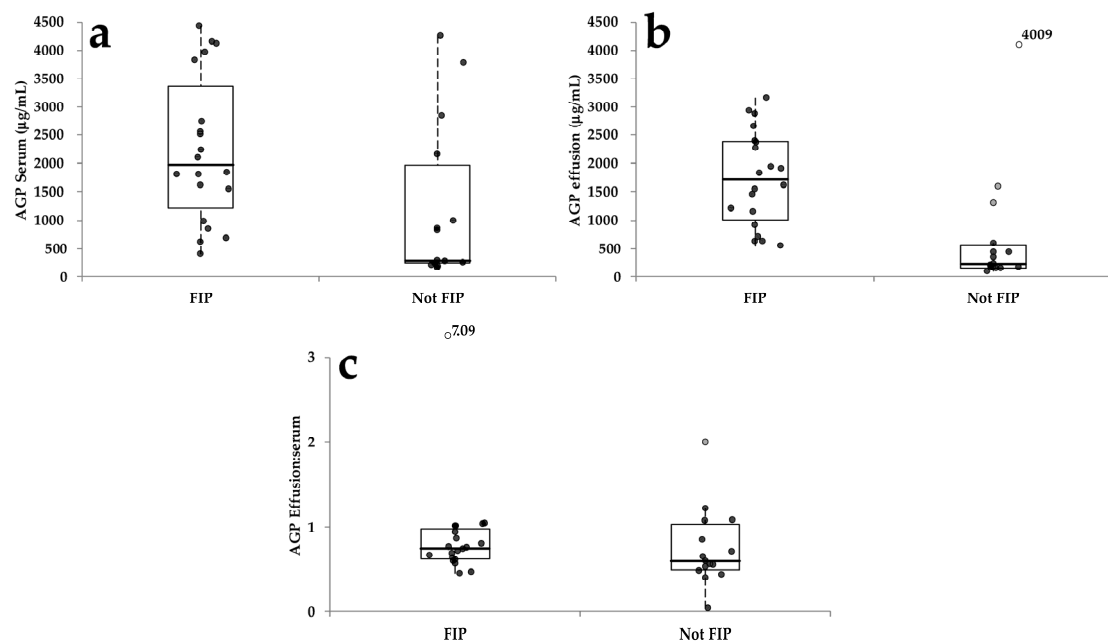 a
AGP Serum (µg/mL)
4500
4000
3500
3000
2500
2000
1500
1000
500
0
FIP
Not FIP
b
AGP effusion (µg/mL)
4500
4000
3500
3000
2500
2000
1500
1000
500
0
4009
FIP
Not FIP
7.09
c
AGP Effusion:serum
3
2
1
0
FIP
Not FIP